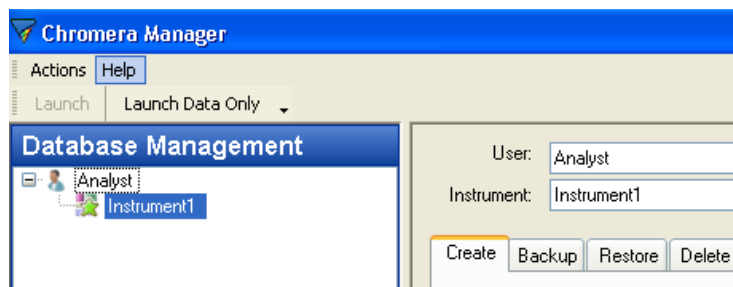 Chromera Manager
Actions Help
Launch Launch Data Only
Database Management
Analyst
Instrument1
User: Analyst
Instrument: Instrument1
Create Backup Restore Delete